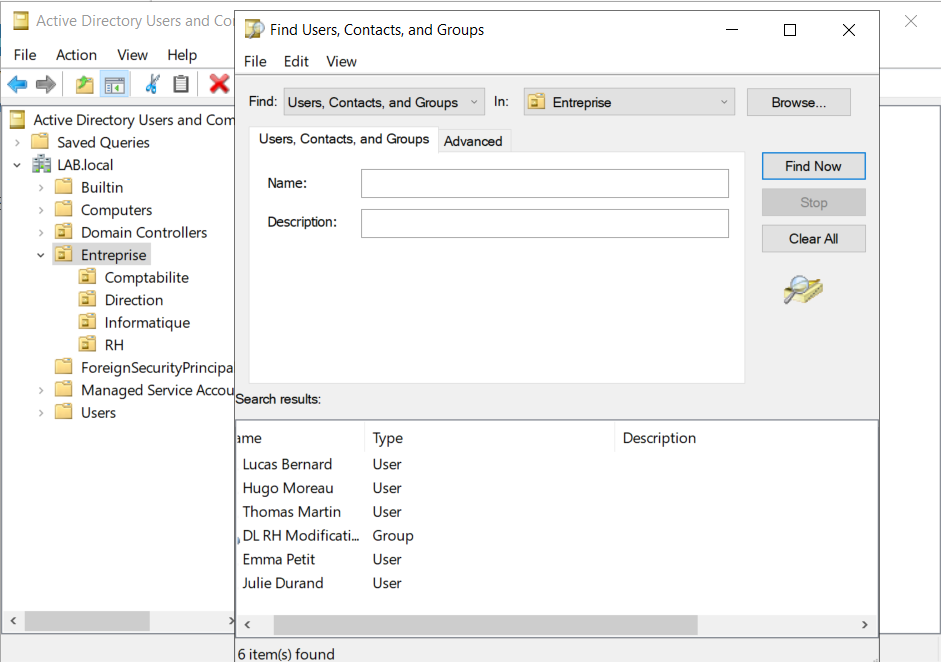 Active Directory Users and Co
File Action View Help
Active Directory Users and Com
Saved Queries
LAB.local
Builtin
Computers
Domain Controllers
Entreprise
Comptabilite
Direction
Informatique
RH
ForeignSecurityPrincipa
Managed Service Accou
Users
Find Users, Contacts, and Groups
File Edit View
Find: Users, Contacts, and Groups In: Entreprise Browse...
Users, Contacts, and Groups Advanced
Name:
Description:
Find Now
Stop
Clear All
Search results:
ame Type Description
Lucas Bernard User
Hugo Moreau User
Thomas Martin User
DL RH Modificati... Group
Emma Petit User
Julie Durand User
6 item(s) found